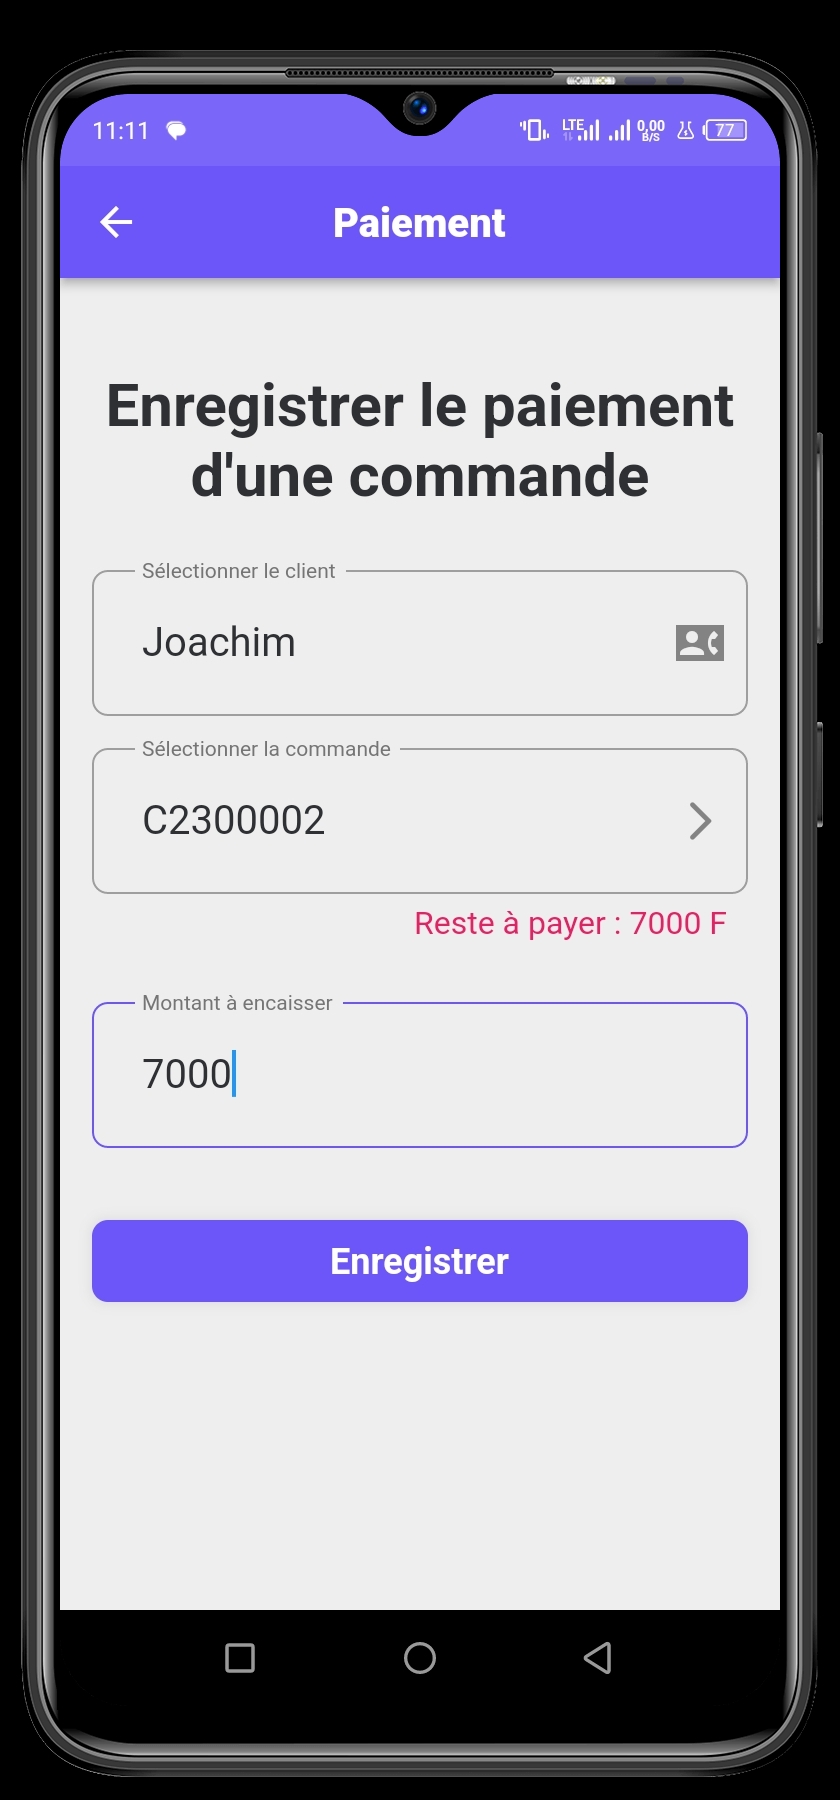 11:11 LTE 0,00 B/S 77
Paiement
Enregistrer le paiement
d'une commande
Sélectionner le client
Joachim
Sélectionner la commande
C2300002
Reste à payer : 7000 F
Montant à encaisser
7000
Enregistrer